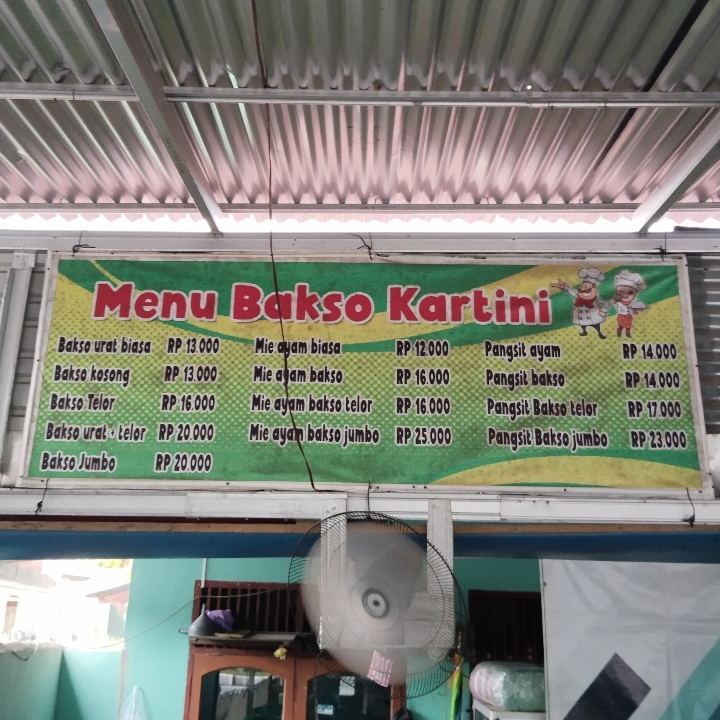 Menu Bakso Kartini
Bakso urat biasa RP 13.000
Bakso kosong RP 13.000
Bakso Telor RP 16.000
Bakso urat + telor RP 20.000
Bakso Jumbo RP 20.000
Mie ayam biasa RP 12.000
Mie ayam bakso RP 16.000
Mie ayam bakso telor RP 16.000
Mie ayam bakso jumbo RP 25.000
Pangsit ayam RP 14.000
Pangsit bakso RP 14.000
Pangsit Bakso telor RP 17.000
Pangsit Bakso jumbo RP 23.000